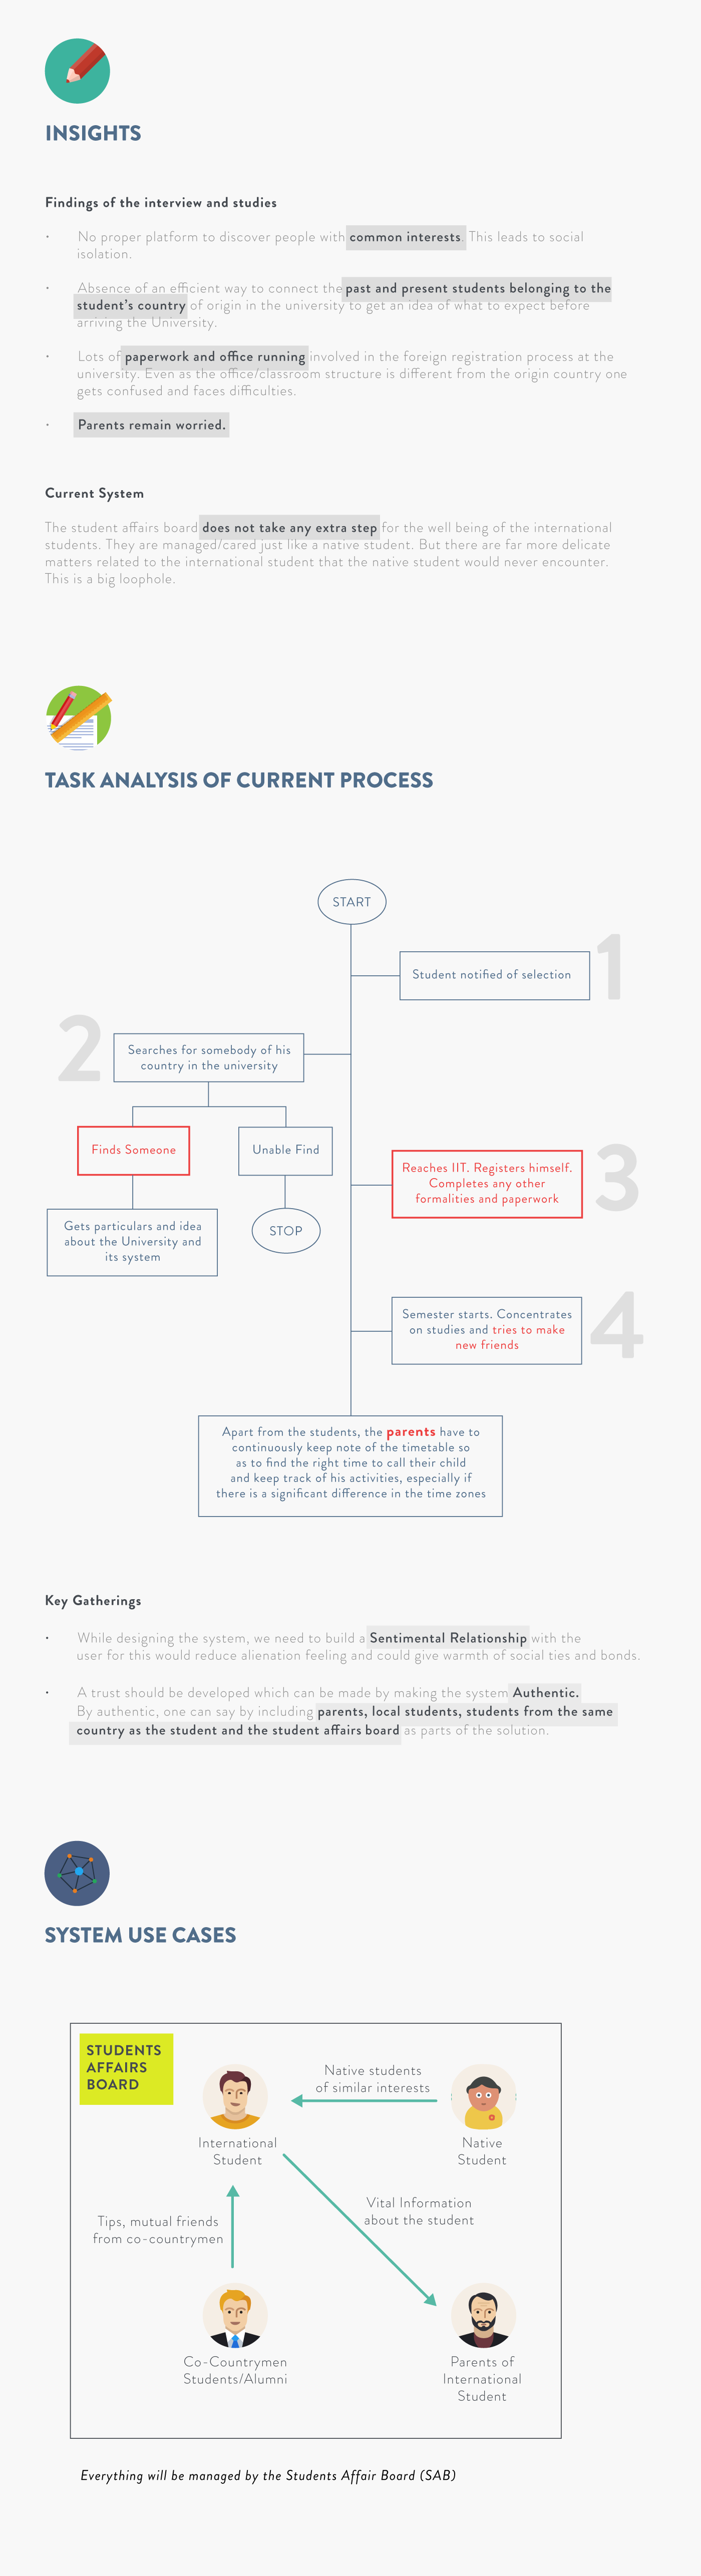 INSIGHTS
Findings of the interview and studies
• No proper platform to discover people with common interests. This leads to social
isolation.
• Absence of an efficient way to connect the past and present students belonging to the
student's country of origin in the university to get an idea of what to expect before
arriving the University.
• Lots of paperwork and office running involved in the foreign registration process at the
university. Even as the office/classroom structure is different from the origin country one
gets confused and faces difficulties.
• Parents remain worried.
Current System
The student affairs board does not take any extra step for the well being of the international
students. They are managed/cared just like a native student. But there are far more delicate
matters related to the international student that the native student would never encounter.
This is a big loophole.
TASK ANALYSIS OF CURRENT PROCESS
START
Student notified of selection
1
2
Searches for somebody of his
country in the university
Finds Someone
Unable Find
Gets particulars and idea
about the University and
its system
STOP
Reaches IIT. Registers himself.
Completes any other
formalities and paperwork
3
Semester starts. Concentrates
on studies and tries to make
new friends
4
Apart from the students, the parents have to
continuously keep note of the timetable so
as to find the right time to call their child
and keep track of his activities, especially if
there is a significant difference in the time zones
Key Gatherings
• While designing the system, we need to build a Sentimental Relationship with the
user for this would reduce alienation feeling and could give warmth of social ties and bonds.
• A trust should be developed which can be made by making the system Authentic.
By authentic, one can say by including parents, local students, students from the same
country as the student and the student affairs board as parts of the solution.
SYSTEM USE CASES
STUDENTS
AFFAIRS
BOARD
Native students
of similar interests
International
Student
Native
Student
Vital Information
about the student
Tips, mutual friends
from co-countrymen
Co-Countrymen
Students/Alumni
Parents of
International
Student
Everything will be managed by the Students Affair Board (SAB)